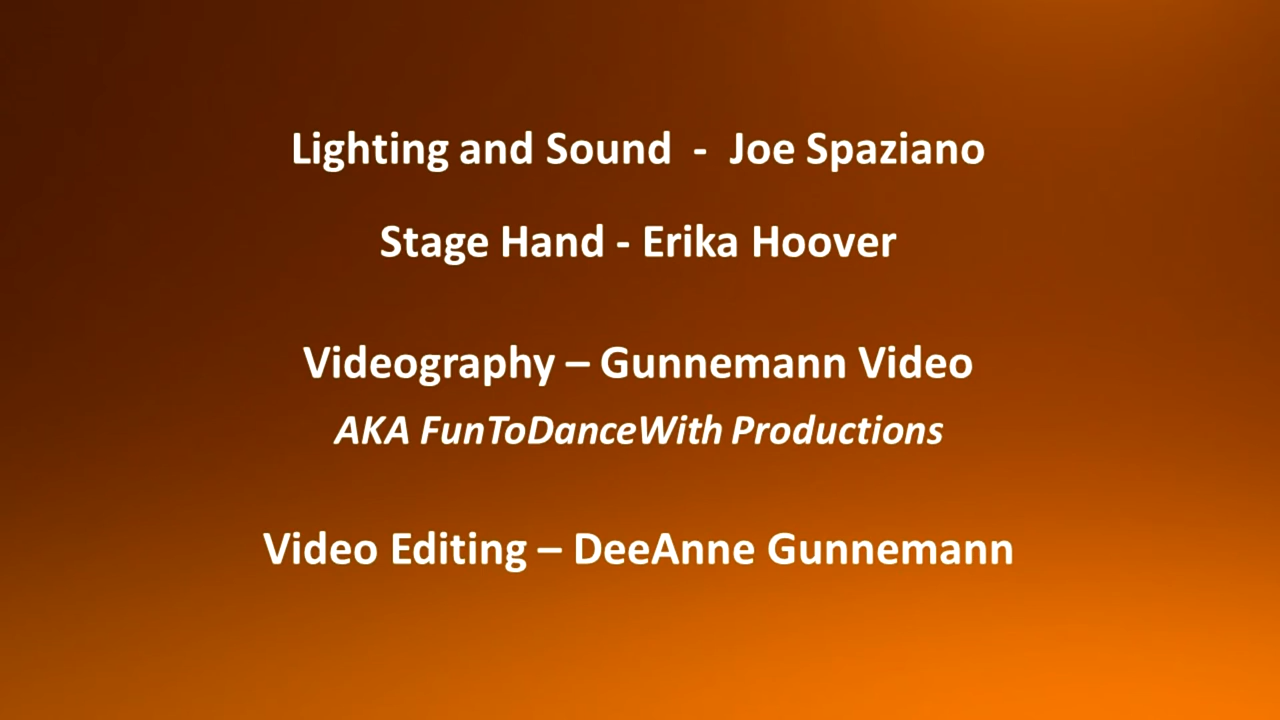 Lighting and Sound  -  Joe Spaziano
Stage Hand - Erika Hoover
Videography – Gunnemann Video
AKA FunToDanceWith Productions
Video Editing – DeeAnne Gunnemann